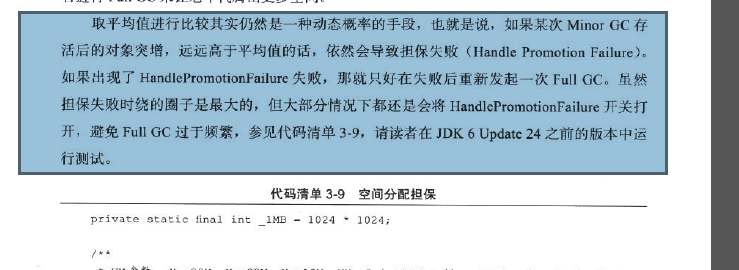 取平均值进行比较其实仍然是一种动态概率的手段，也就是说，如果某次 Minor GC 存
活后的对象突增，远远高于平均值的话，依然会导致担保失败（Handle Promotion Failure）。
如果出现了 HandlePromotionFailure 失败，那就只好在失败后重新发起一次 Full GC。虽然
担保失败时绕的圈子是最大的，但大部分情况下都还是会将 HandlePromotionFailure 开关打
开，避免 Full GC 过于频繁，参见代码清单 3-9，请读者在 JDK 6 Update 24 之前的版本中运
行测试。
代码清单 3-9 空间分配担保
private static final int _1MB = 1024 * 1024;
/**